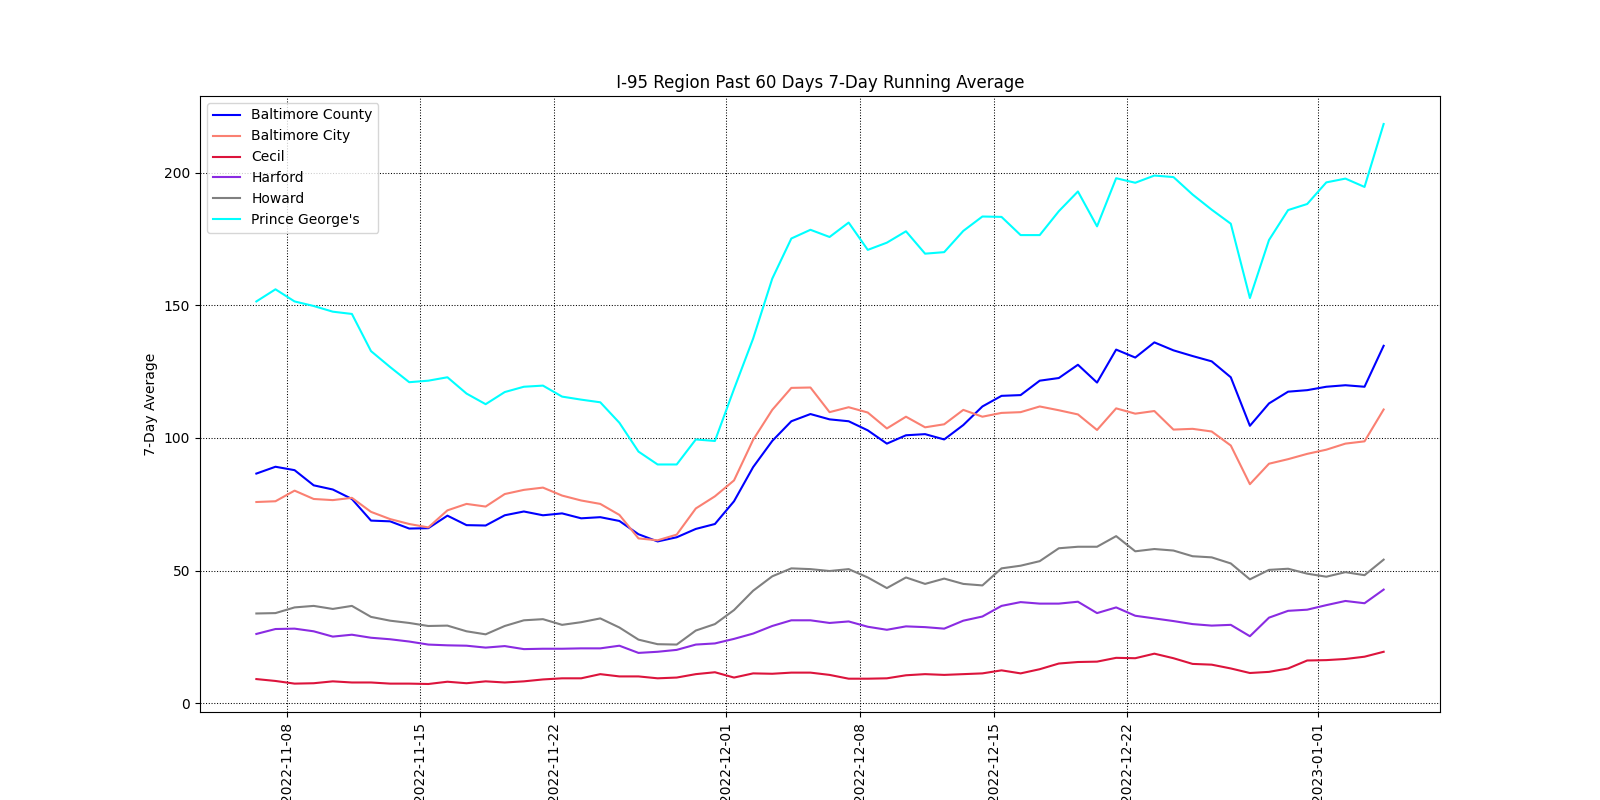 I-95 Region Past 60 Days 7-Day Running Average
Baltimore County
Baltimore City
Cecil
Harford
Howard
Prince George's
7-Day Average
200
150
100
50
0
2022-11-08
2022-11-15
2022-11-22
2022-12-01
2022-12-08
2022-12-15
2022-12-22
2023-01-01